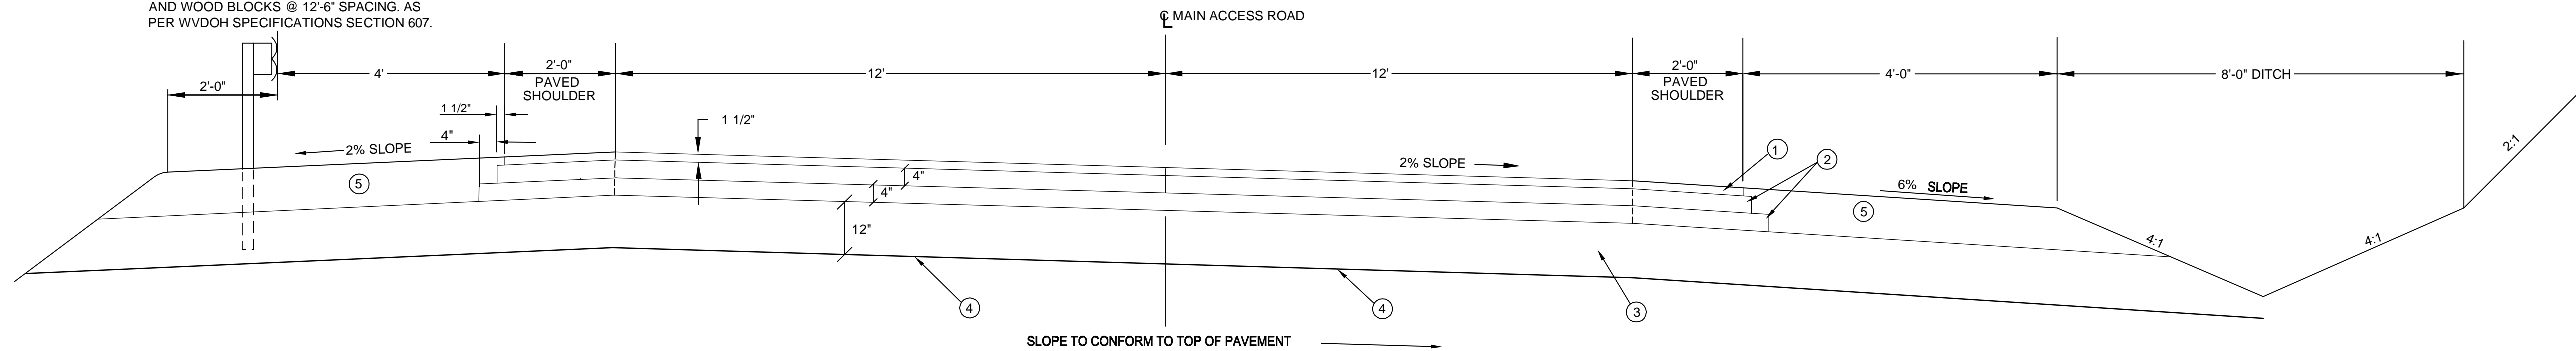 AND WOOD BLOCKS @ 12'-6" SPACING. AS
PER WVDOH SPECIFICATIONS SECTION 607.
℄ MAIN ACCESS ROAD
2'-0"
4'
2'-0"
PAVED
SHOULDER
12'
12'
2'-0"
PAVED
SHOULDER
4'-0"
8'-0" DITCH
1 1/2"
4"
1 1/2"
2% SLOPE
5
4"
4"
12"
2% SLOPE
1
2
6% SLOPE
5
4:1
4:1
2:1
4
4
3
SLOPE TO CONFORM TO TOP OF PAVEMENT